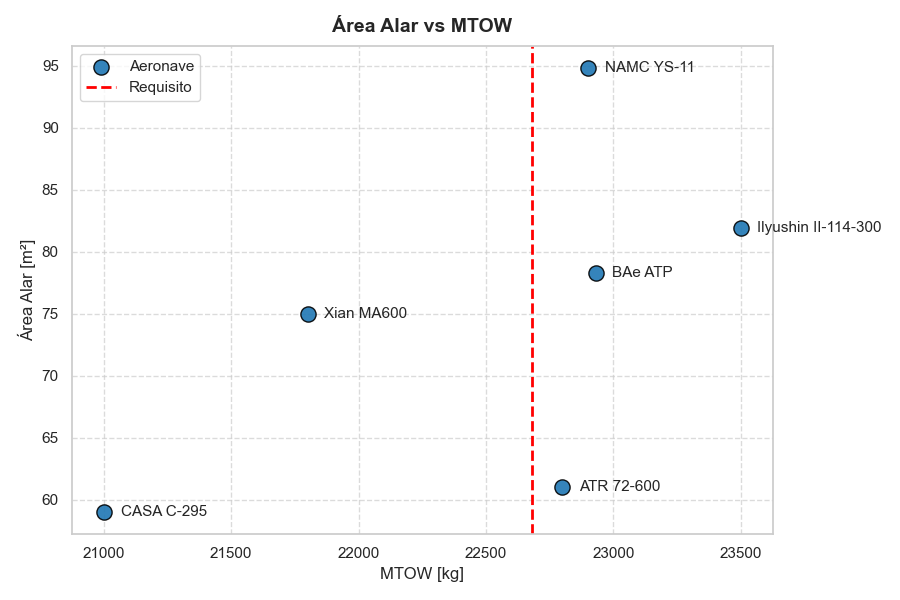 Área Alar vs MTOW
Aeronave
Requisito
95
90
85
80
75
70
65
60
Área Alar [m²]
NAMC YS-11
Ilyushin Il-114-300
BAe ATP
Xian MA600
ATR 72-600
CASA C-295
21000
21500
22000
22500
23000
23500
MTOW [kg]